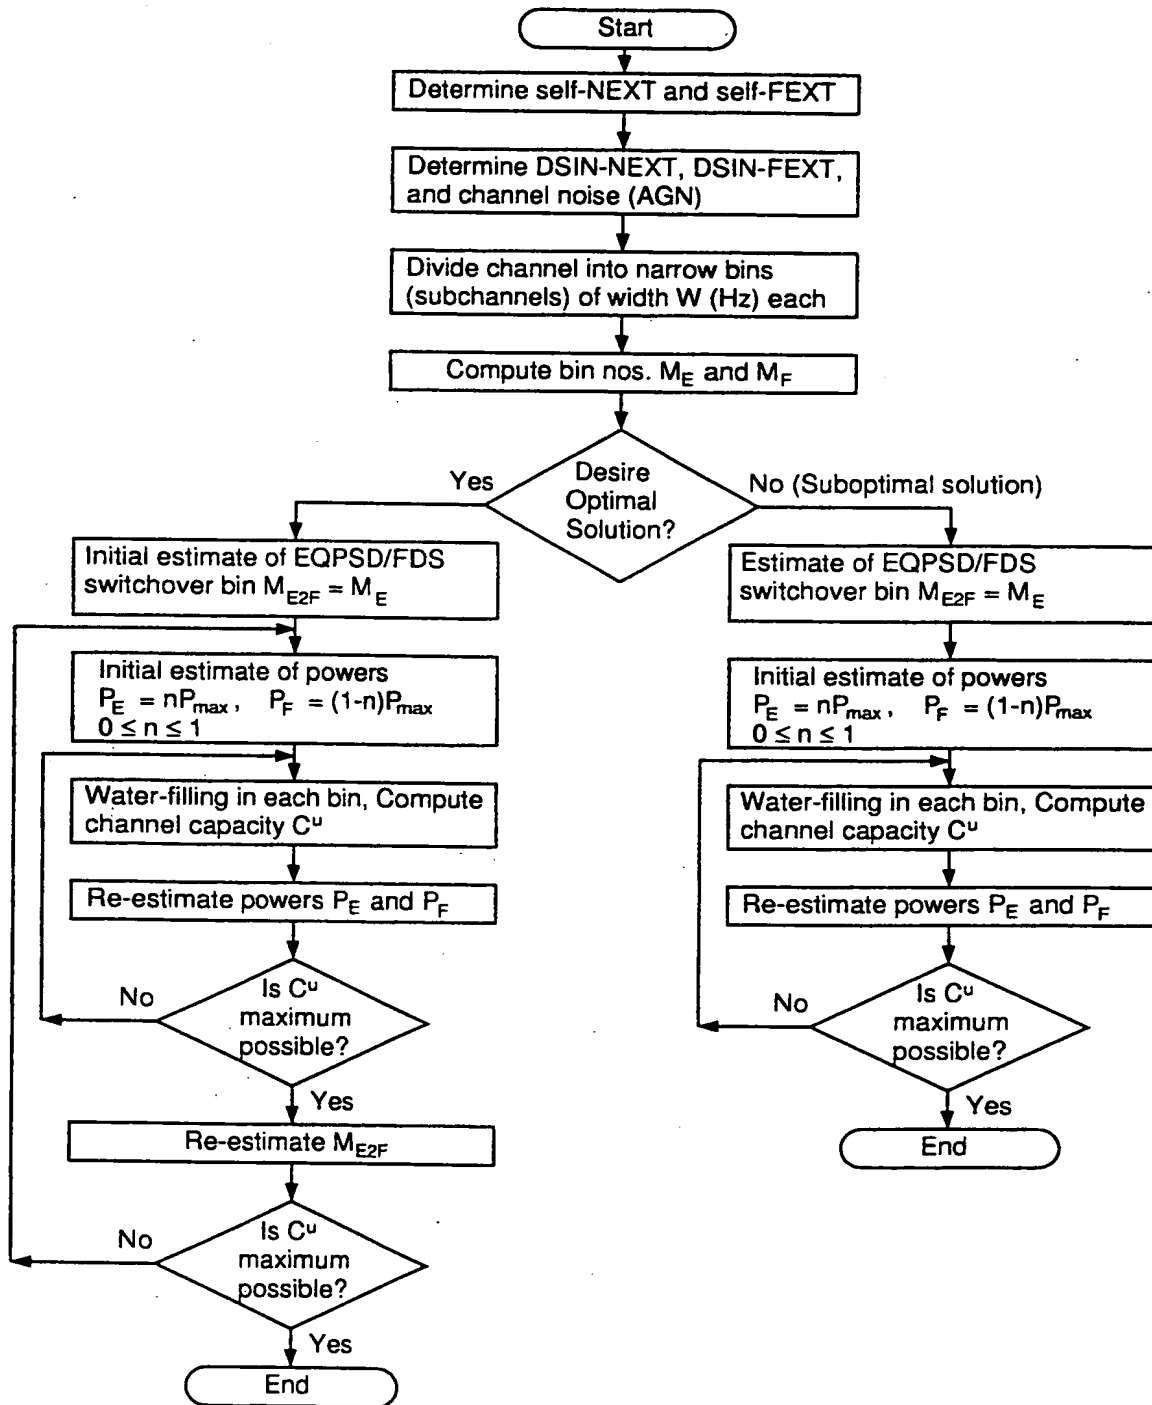 Start
Determine self-NEXT and self-FEXT
Determine DSIN-NEXT, DSIN-FEXT,
and channel noise (AGN)
Divide channel into narrow bins
(subchannels) of width W (Hz) each
Compute bin nos. M_E and M_F
Desire
Optimal
Solution?
Yes
No (Suboptimal solution)
Initial estimate of EQPSD/FDS
switchover bin M_E2F = M_E
Initial estimate of powers
P_E = nP_max, P_F = (1-n)P_max
0 ≤ n ≤ 1
Water-filling in each bin, Compute
channel capacity C^u
Re-estimate powers P_E and P_F
Is C^u
maximum
possible?
No
Yes
Re-estimate M_E2F
Is C^u
maximum
possible?
No
Yes
End
Estimate of EQPSD/FDS
switchover bin M_E2F = M_E
Initial estimate of powers
P_E = nP_max, P_F = (1-n)P_max
0 ≤ n ≤ 1
Water-filling in each bin, Compute
channel capacity C^u
Re-estimate powers P_E and P_F
Is C^u
maximum
possible?
No
Yes
End